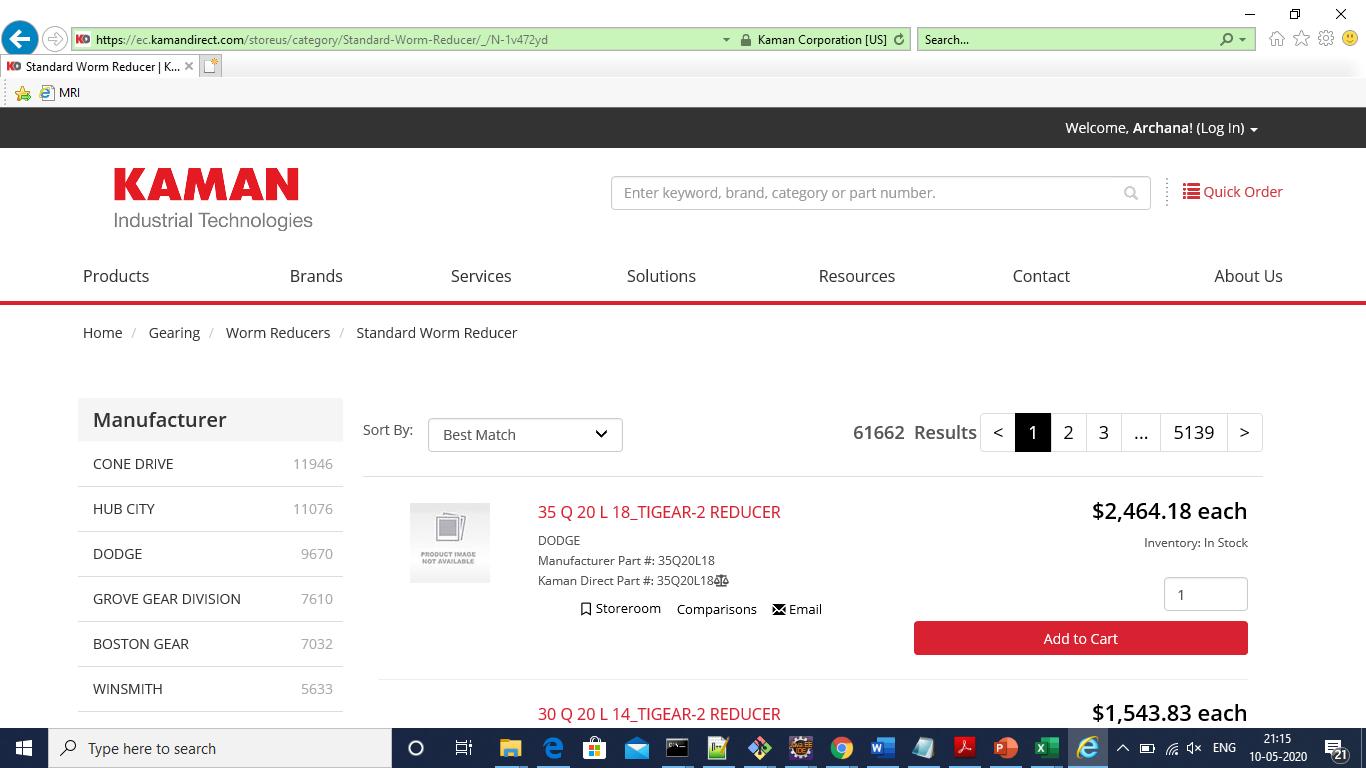 https://ec.kamandirect.com/storeus/category/Standard-Worm-Reducer/_/N-1v472yd
Kaman Corporation [US]
Search...
KD Standard Worm Reducer | K...
MRI
Welcome, Archana! (Log In)
KAMAN
Industrial Technologies
Enter keyword, brand, category or part number.
Quick Order
Products Brands Services Solutions Resources Contact About Us
Home / Gearing / Worm Reducers / Standard Worm Reducer
Manufacturer
CONE DRIVE 11946
HUB CITY 11076
DODGE 9670
GROVE GEAR DIVISION 7610
BOSTON GEAR 7032
WINSMITH 5633
Sort By: Best Match
61662 Results < 1 2 3 ... 5139 >
PRODUCT IMAGE
NOT AVAILABLE
35 Q 20 L 18_TIGEAR-2 REDUCER
DODGE
Manufacturer Part #: 35Q20L18
Kaman Direct Part #: 35Q20L18
Storeroom Comparisons Email
$2,464.18 each
Inventory: In Stock
1
Add to Cart
30 Q 20 L 14_TIGEAR-2 REDUCER
$1,543.83 each
Type here to search
ENG
21:15
10-05-2020
21